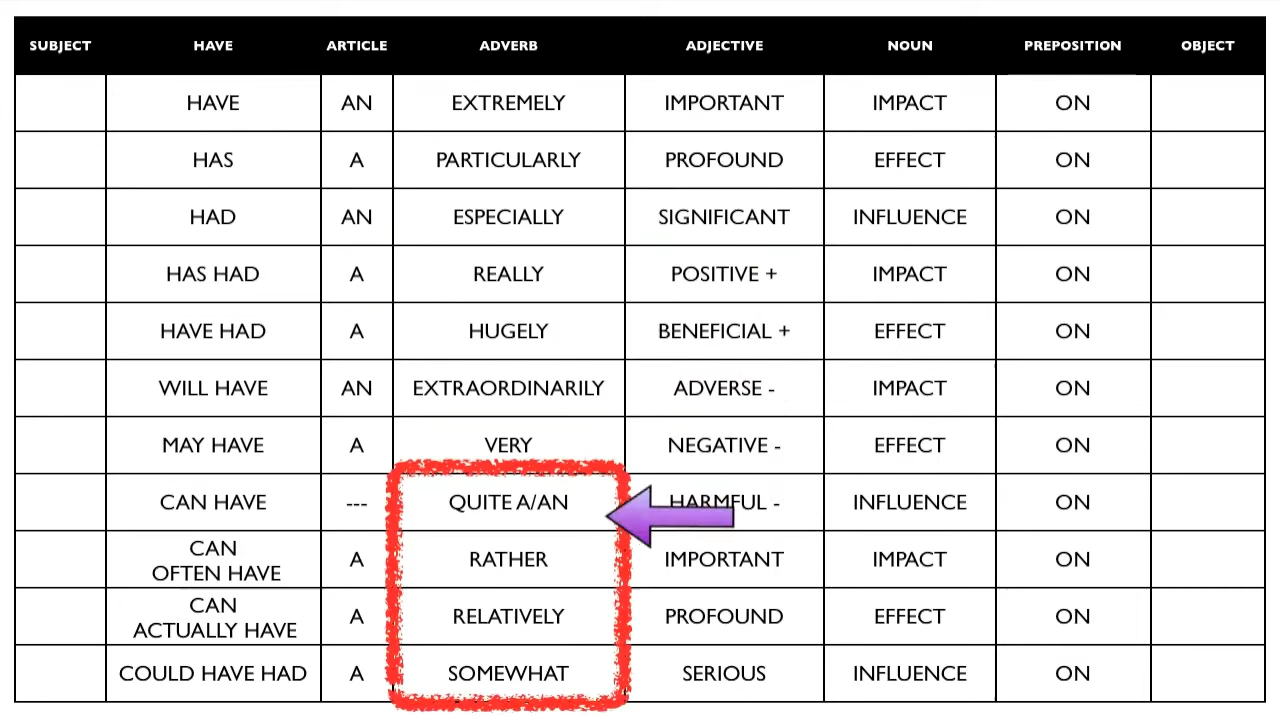 SUBJECT HAVE ARTICLE ADVERB ADJECTIVE NOUN PREPOSITION OBJECT
HAVE AN EXTREMELY IMPORTANT IMPACT ON
HAS A PARTICULARLY PROFOUND EFFECT ON
HAD AN ESPECIALLY SIGNIFICANT INFLUENCE ON
HAS HAD A REALLY POSITIVE + IMPACT ON
HAVE HAD A HUGELY BENEFICIAL + EFFECT ON
WILL HAVE AN EXTRAORDINARILY ADVERSE - IMPACT ON
MAY HAVE A VERY NEGATIVE - EFFECT ON
CAN HAVE --- QUITE A/AN HARMFUL - INFLUENCE ON
CAN
OFTEN HAVE A RATHER IMPORTANT IMPACT ON
CAN
ACTUALLY HAVE A RELATIVELY PROFOUND EFFECT ON
COULD HAVE HAD A SOMEWHAT SERIOUS INFLUENCE ON